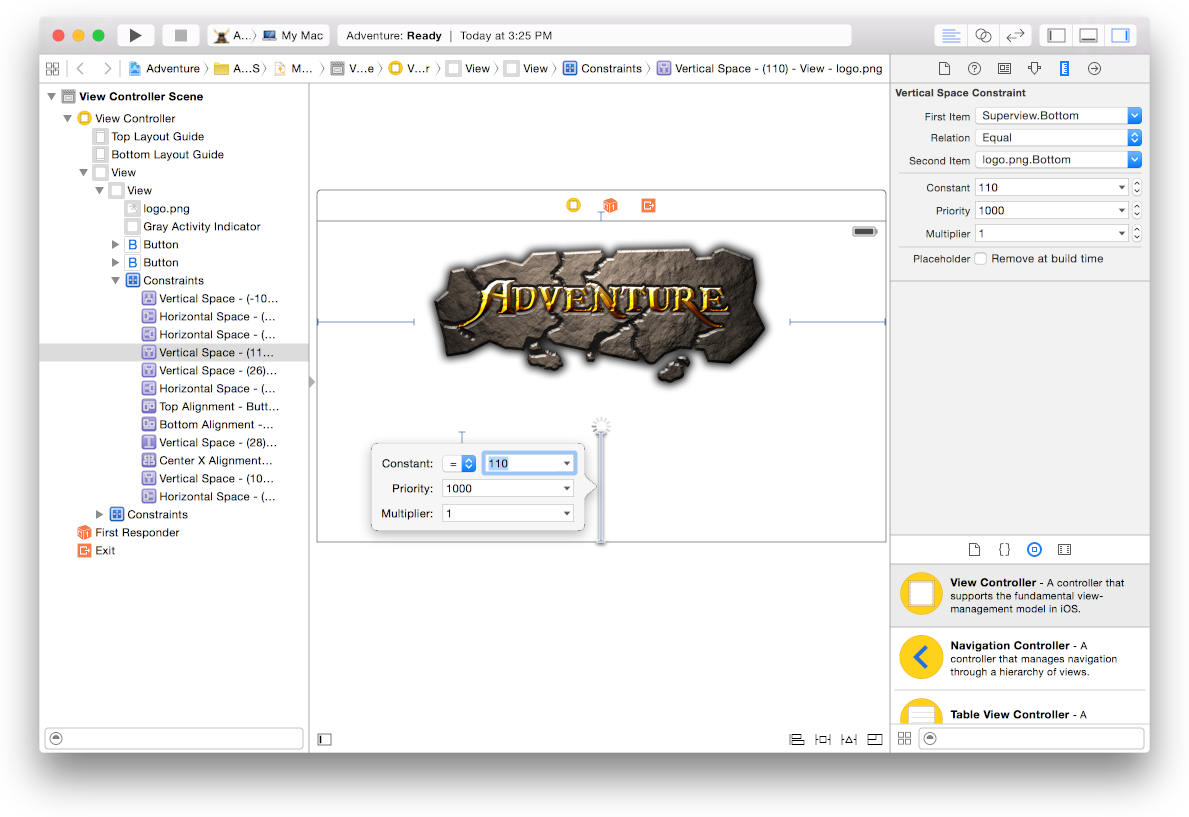 A...
My Mac
Adventure: Ready | Today at 3:25 PM
Adventure
A...S
M...
V...e
V...r
View
View
Constraints
Vertical Space - (110) - View - logo.png
View Controller Scene
View Controller
Top Layout Guide
Bottom Layout Guide
View
View
logo.png
Gray Activity Indicator
B Button
B Button
Constraints
Vertical Space - (-10...
Horizontal Space - (...
Horizontal Space - (...
Vertical Space - (11...
Vertical Space - (26)...
Horizontal Space - (...
Top Alignment - Butt...
Bottom Alignment -...
Vertical Space - (28)...
Center X Alignment...
Vertical Space - (10...
Horizontal Space - (...
Constraints
First Responder
Exit
ADVENTURE
Constant: = 110
Priority: 1000
Multiplier: 1
Vertical Space Constraint
First Item Superview.Bottom
Relation Equal
Second Item logo.png.Bottom
Constant 110
Priority 1000
Multiplier 1
Placeholder Remove at build time
{}
View Controller - A controller that
supports the fundamental view-
management model in iOS.
Navigation Controller - A
controller that manages navigation
through a hierarchy of views.
Table View Controller - A